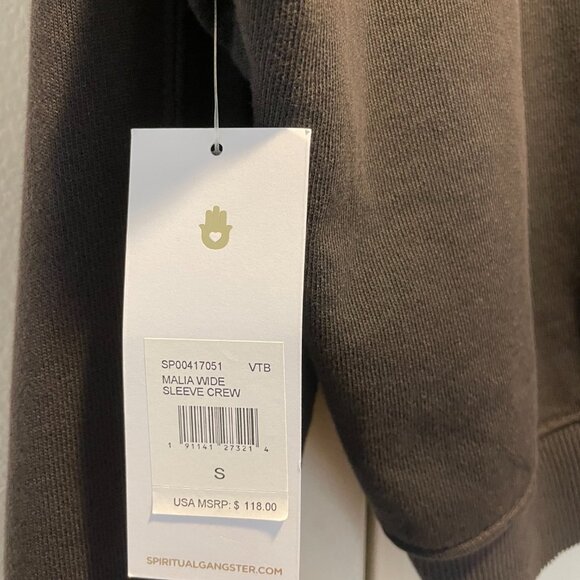 SP00417051 VTB
MALIA WIDE
SLEEVE CREW
1 91141 27321 4
S
USA MSRP: $ 118.00
SPIRITUALGANGSTER.COM